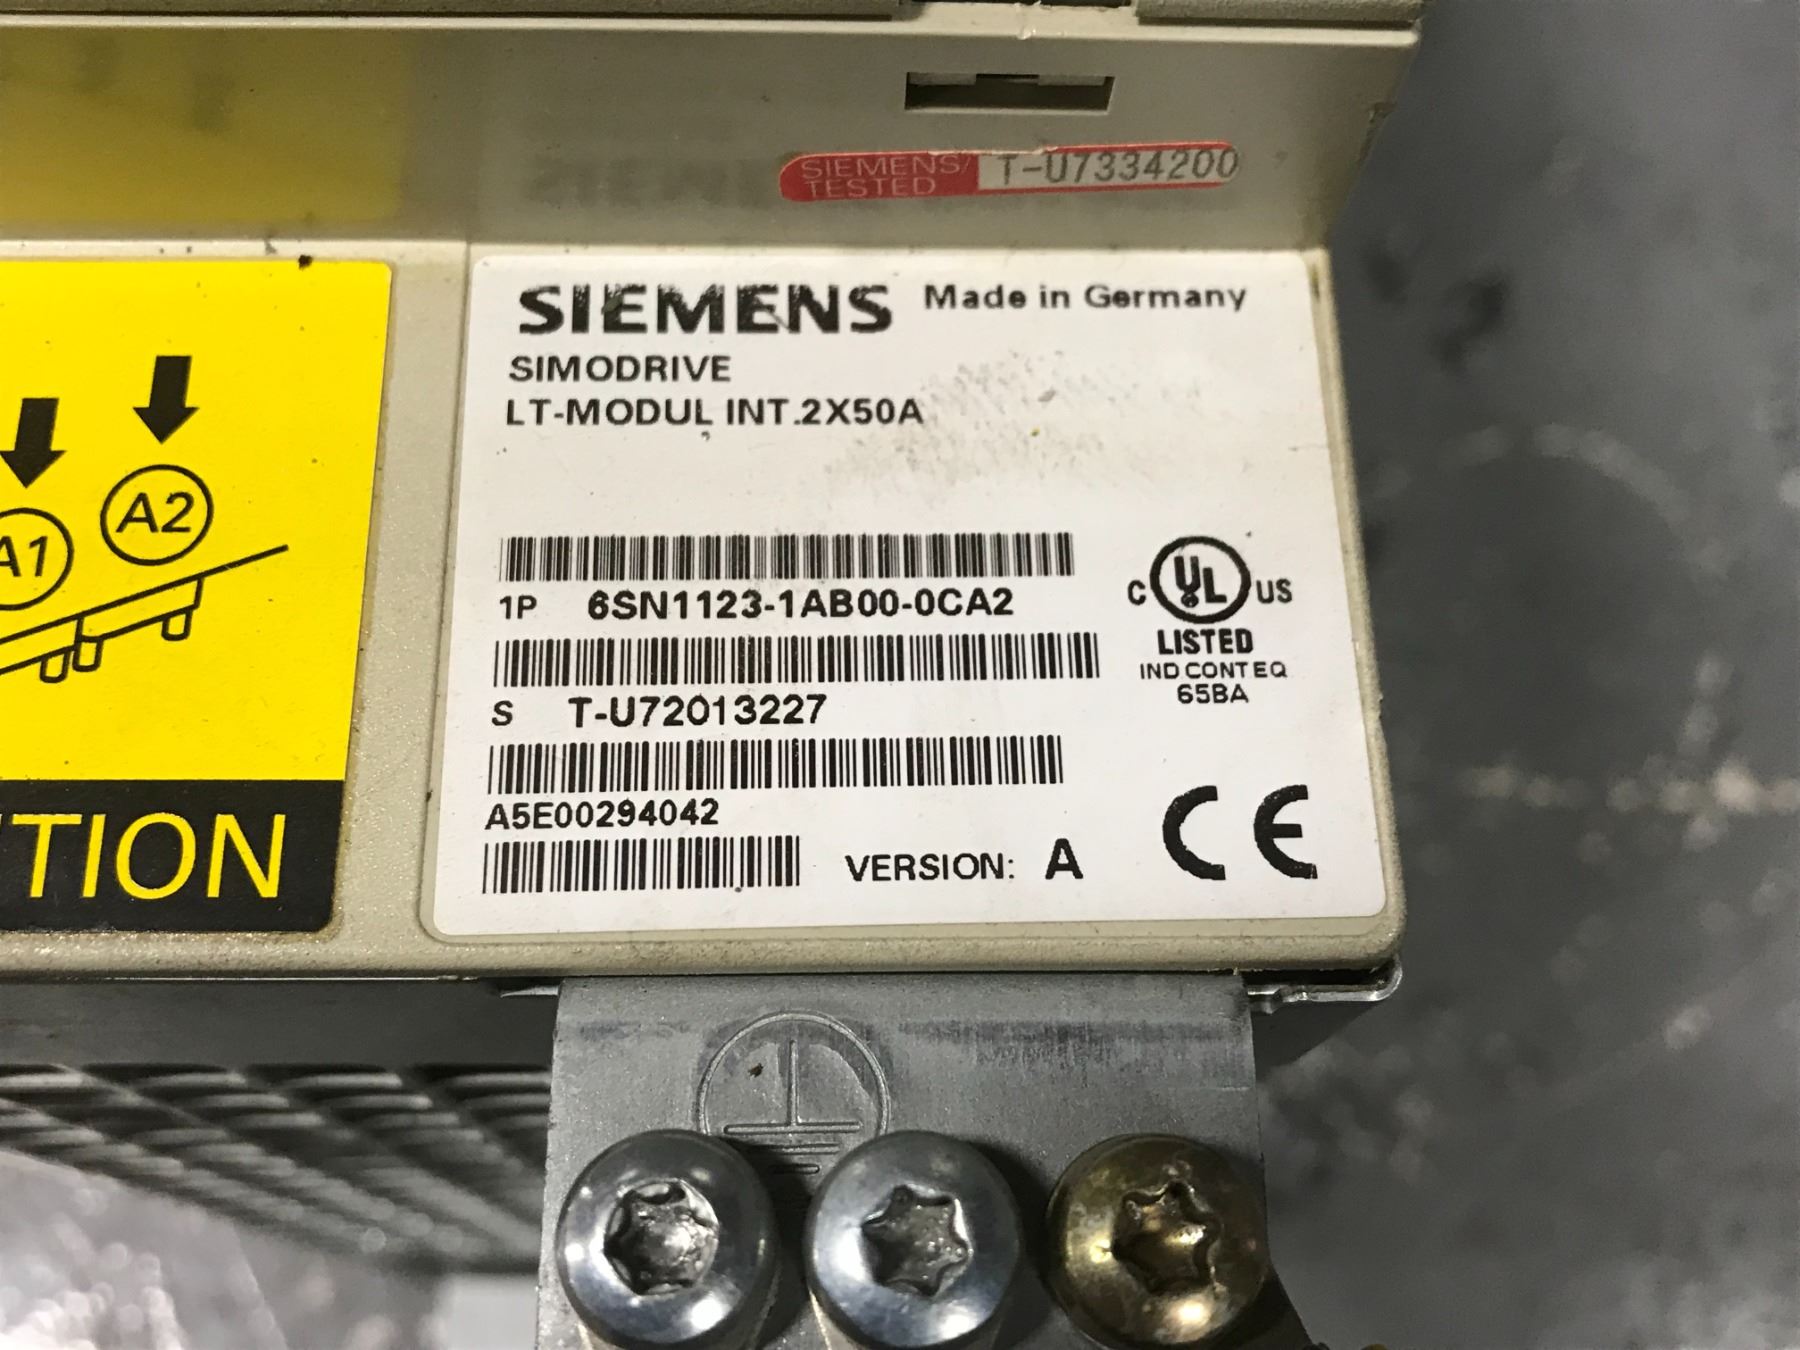 SIEMENS/ T-U7334200
TESTED
SIEMENS Made in Germany
SIMODRIVE
LT-MODUL INT.2X50A
A1
A2
1P 6SN1123-1AB00-0CA2
C UL US
LISTED
IND CONT EQ
65BA
S T-U72013227
A5E00294042
VERSION: A
CE
TION